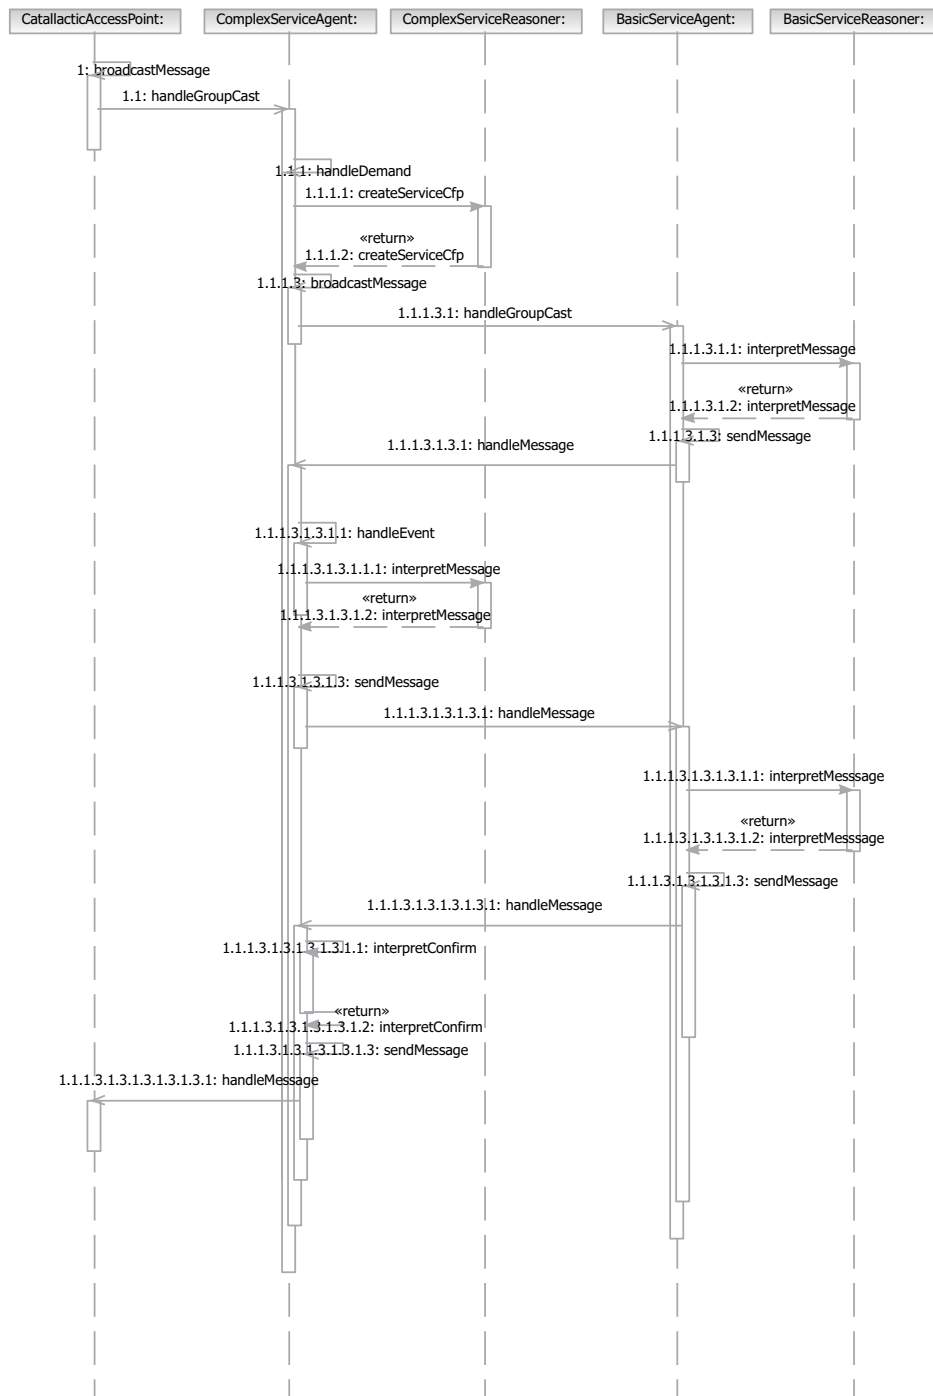 CatallacticAccessPoint:
ComplexServiceAgent:
ComplexServiceReasoner:
BasicServiceAgent:
BasicServiceReasoner:
1: broadcastMessage
1.1: handleGroupCast
1.1.1: handleDemand
1.1.1.1: createServiceCfp
«return»
1.1.1.2: createServiceCfp
1.1.1.3: broadcastMessage
1.1.1.3.1: handleGroupCast
1.1.1.3.1.1: interpretMessage
«return»
1.1.1.3.1.2: interpretMessage
1.1.1.3.1.3: sendMessage
1.1.1.3.1.3.1: handleMessage
1.1.1.3.1.3.1.1: handleEvent
1.1.1.3.1.3.1.1.1: interpretMessage
«return»
1.1.1.3.1.3.1.2: interpretMessage
1.1.1.3.1.3.1.3: sendMessage
1.1.1.3.1.3.1.3.1: handleMessage
1.1.1.3.1.3.1.3.1.1: interpretMesssage
«return»
1.1.1.3.1.3.1.3.1.2: interpretMesssage
1.1.1.3.1.3.1.3.1.3: sendMessage
1.1.1.3.1.3.1.3.1.3.1: handleMessage
1.1.1.3.1.3.1.3.1.3.1.1: interpretConfirm
«return»
1.1.1.3.1.3.1.3.1.3.1.2: interpretConfirm
1.1.1.3.1.3.1.3.1.3.1.3: sendMessage
1.1.1.3.1.3.1.3.1.3.1.3.1: handleMessage